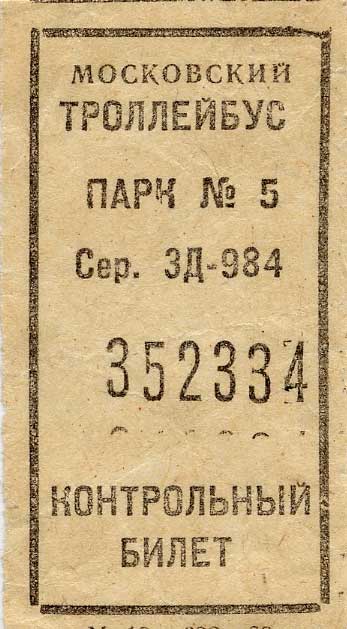 МОСКОВСКИЙ
ТРОЛЛЕЙБУС
ПАРК № 5
Сер. ЗД-984
352334
КОНТРОЛЬНЫЙ
БИЛЕТ